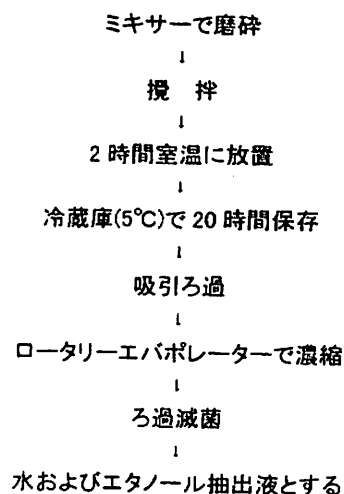 ミキサーで磨砕
↓
攪 拌
↓
2時間室温に放置
↓
冷蔵庫(5℃)で20時間保存
↓
吸引ろ過
↓
ロータリーエバポレーターで濃縮
↓
ろ過滅菌
↓
水およびエタノール抽出液とする